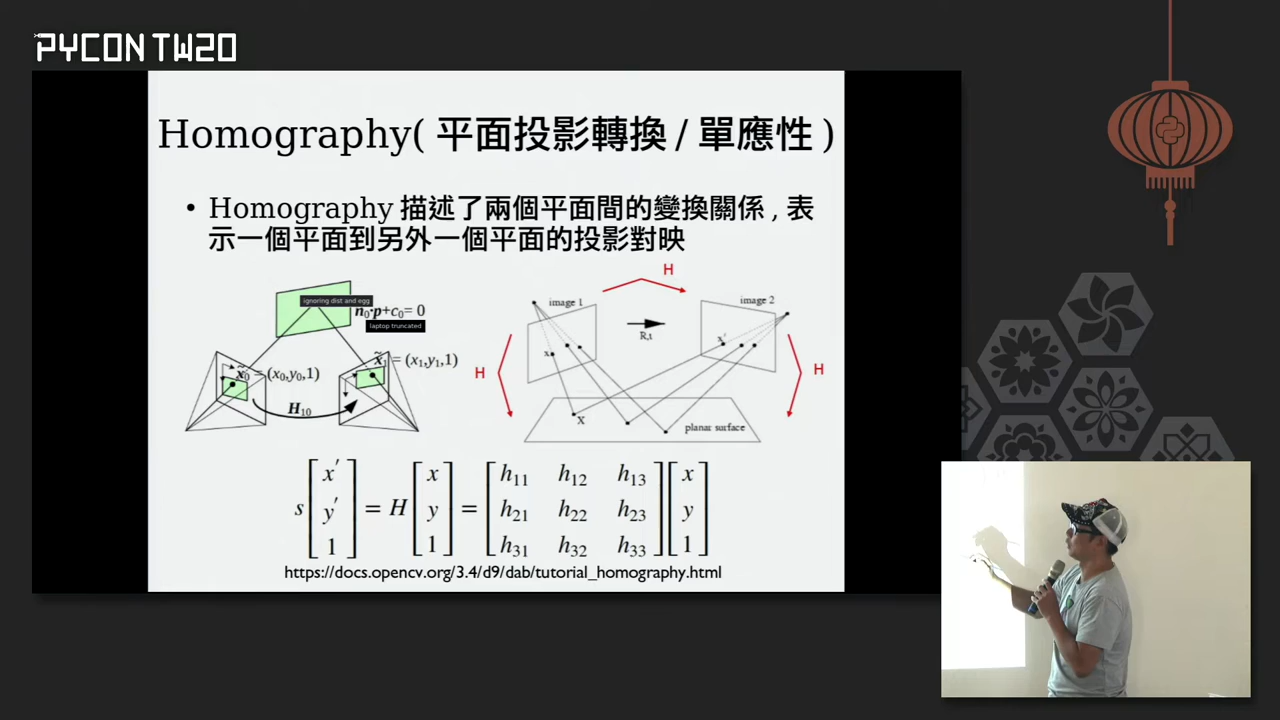 PYCON TW20
Homography( 平面投影轉換 / 單應性 )
• Homography 描述了兩個平面間的變換關係 , 表
示一個平面到另外一個平面的投影對映
ignoring dist and egg
n₀·p+c₀= 0
laptop truncated
x̃₀ = (x₀,y₀,1)
x̃₁ = (x₁,y₁,1)
H₁₀
H
image 1
image 2
R,t
x
x'
H
H
X
planar surface
s [x' y' 1] = H [x y 1] = [h₁₁ h₁₂ h₁₃ h₂₁ h₂₂ h₂₃ h₃₁ h₃₂ h₃₃] [x y 1]
https://docs.opencv.org/3.4/d9/dab/tutorial_homography.html